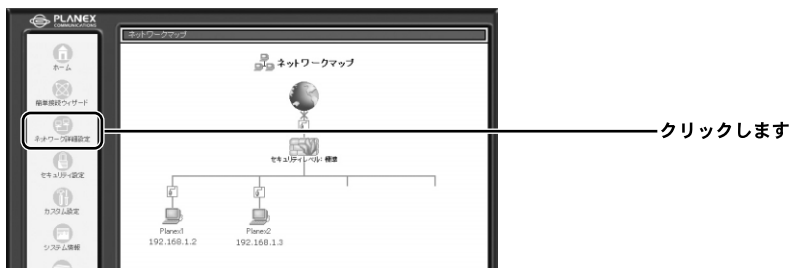 PLANEX
COMMUNICATIONS
ネットワークマップ
ネットワークマップ
ホーム
簡単接続ウィザード
ネットワーク詳細設定
クリックします
セキュリティレベル: 標準
セキュリティ設定
カスタム設定
Planex1
Planex2
192.168.1.2
192.168.1.3
システム情報